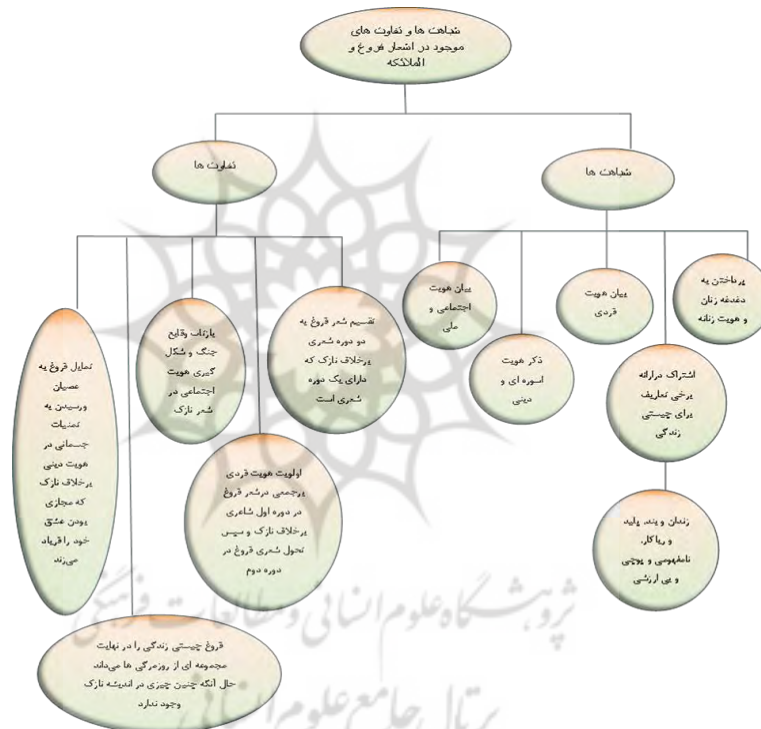 شباهت ها و تفاوت های
موجود در اشعار فروغ و
الملائکه
شباهت ها
پرداختن به
دغدغه زنان
و هویت زنانه
اشتراک در ارائه
برخی تعاریف
برای چیستی
زندگی
زندان و بند, پلید
و ریاکار,
نامفهومی و پوچی
و بی ارزشی
بیان هویت
فردی
ذکر هویت
اسوره ای و
دینی
بیان هویت
اجتماعی و
ملی
تفاوت ها
تقسیم شعر فروغ به
دو دوره شعری
برخلاف نازک که
دارای یک دوره
شعری است
اولویت هویت فردی
برجمعی درشعر فروغ
در دوره اول شاعری
برخلاف نازک و سپس
تحول شعری فروغ در
دوره دوم
بازتاب وقایع
جنگ و شکل
گیری هویت
اجتماعی در
شعر نازک
فروغ چیستی زندگی را در نهایت
مجموعه ای از روزمرگی ها می‌داند
حال آنکه چنین چیزی در اندیشه نازک
وجود ندارد
تمایل فروغ به
عصیان
ورسیدن به
تمنیات
جسمانی در
هویت دینی
برخلاف نازک
که مجازی
بودن عشق
خود را فریاد
می‌زند
پژوهشگاه علوم انسانی و مطالعات فرهنگی
پرتال جامع علوم انسانی